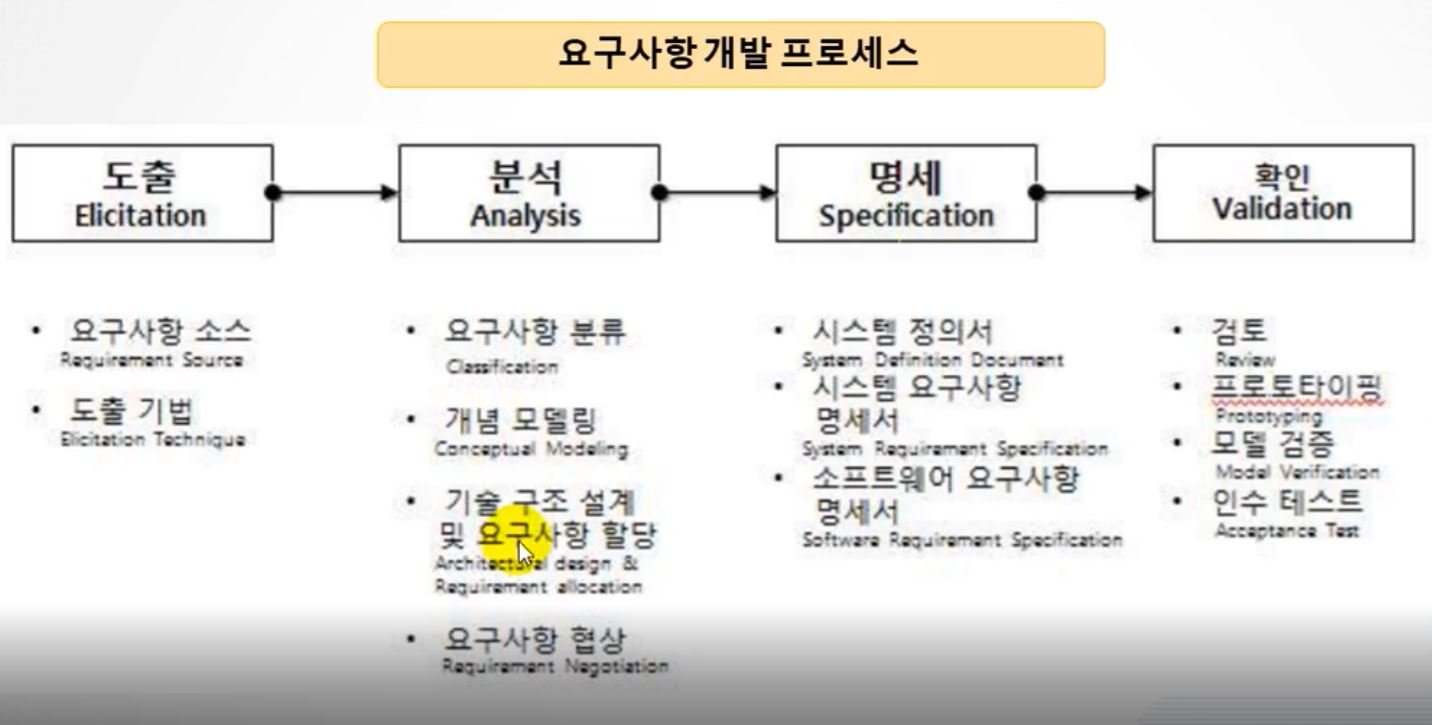 요구사항 개발 프로세스
도출
Elicitation
요구사항 소스
Requirement Source
도출 기법
Elicitation Technique
분석
Analysis
요구사항 분류
Classification
개념 모델링
Conceptual Modeling
기술 구조 설계
및 요구사항 할당
Architectural design &
Requirement allocation
요구사항 협상
Requirement Negotiation
명세
Specification
시스템 정의서
System Definition Document
시스템 요구사항
명세서
System Requirement Specification
소프트웨어 요구사항
명세서
Software Requirement Specification
확인
Validation
검토
Review
프로토타이핑
Prototyping
모델 검증
Model Verification
인수 테스트
Acceptance Test